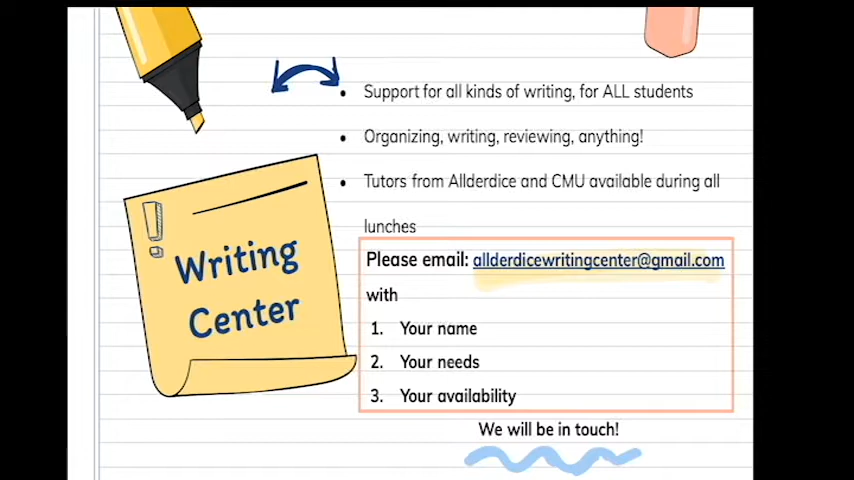 Support for all kinds of writing, for ALL students
Organizing, writing, reviewing, anything!
Tutors from Allderdice and CMU available during all
lunches
Writing
Center
Please email: allderdicewritingcenter@gmail.com
with
1. Your name
2. Your needs
3. Your availability
We will be in touch!